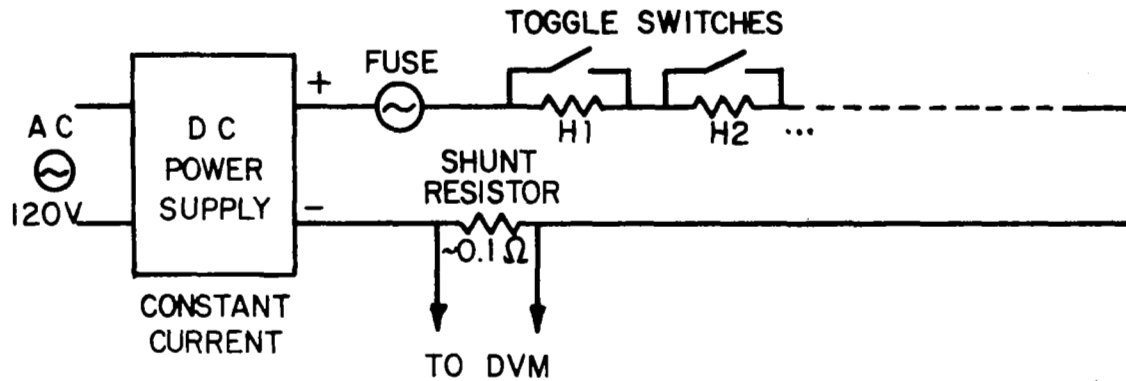 TOGGLE SWITCHES
FUSE
+
H1
H2
...
AC
120V
DC
POWER
SUPPLY
-
CONSTANT
CURRENT
SHUNT
RESISTOR
~0.1 Ω
TO DVM